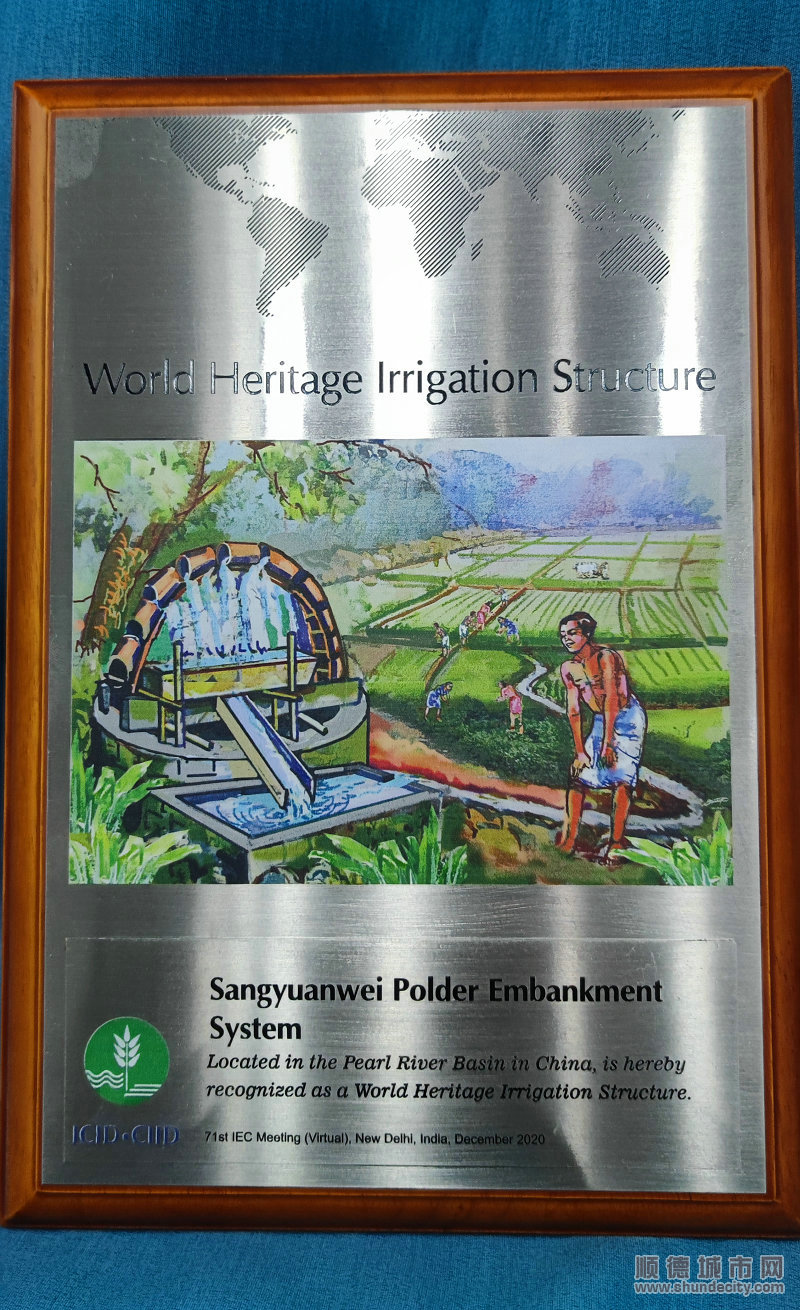 World Heritage Irrigation Structure
Sangyuanwei Polder Embankment
System
Located in the Pearl River Basin in China, is hereby
recognized as a World Heritage Irrigation Structure.
ICID•CIID
71st IEC Meeting (Virtual), New Delhi, India, December 2020
顺德城市网
www.shundecity.com